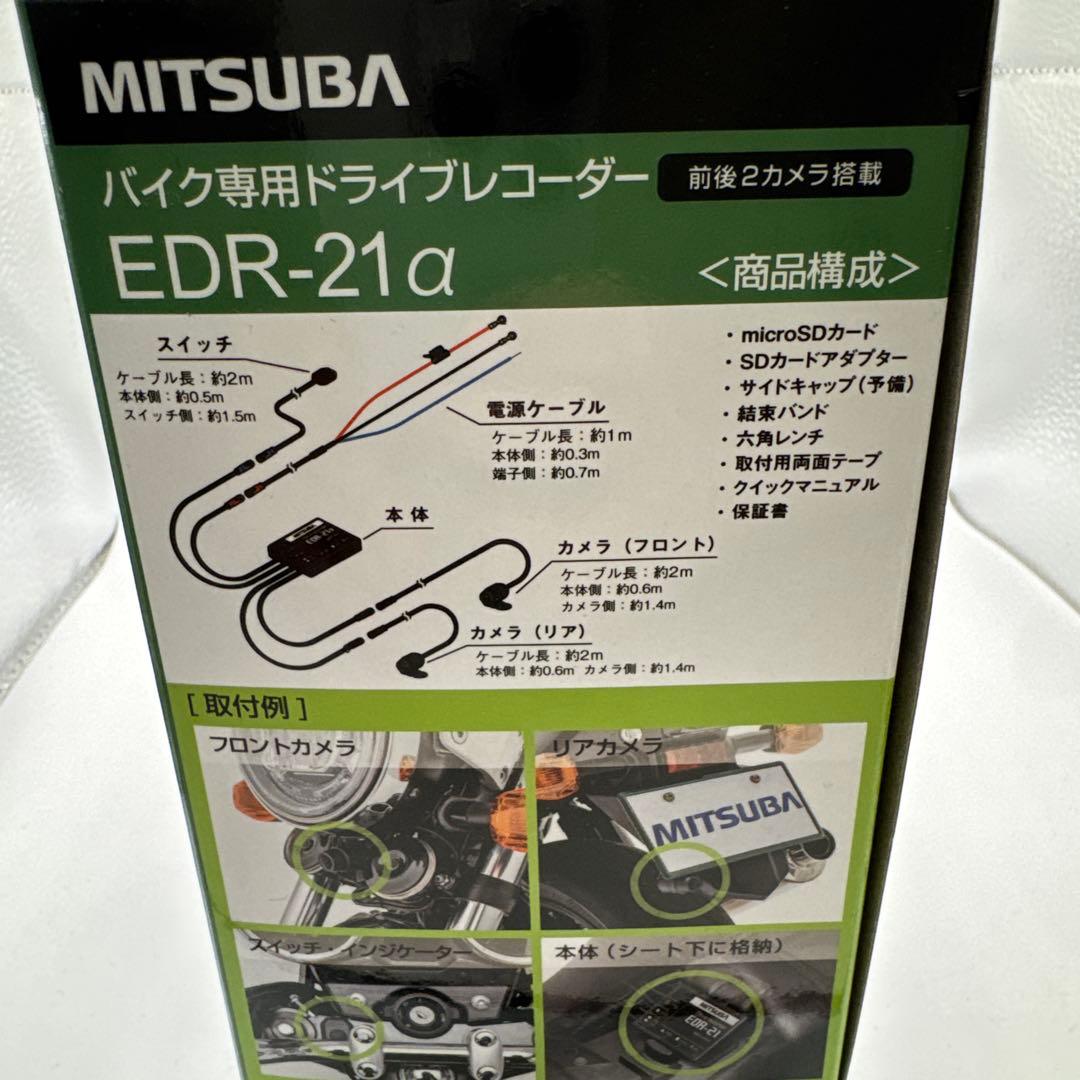 MITSUBA
バイク専用ドライブレコーダー 前後2カメラ搭載
EDR-21α
<商品構成>
スイッチ
ケーブル長：約2m
本体側：約0.5m
スイッチ側：約1.5m
電源ケーブル
ケーブル長：約1m
本体側：約0.3m
端子側：約0.7m
・microSDカード
・SDカードアダプター
・サイドキャップ（予備）
・結束バンド
・六角レンチ
・取付用両面テープ
・クイックマニュアル
・保証書
本体
EDR-21
カメラ（フロント）
ケーブル長：約2m
本体側：約0.6m
カメラ側：約1.4m
カメラ（リア）
ケーブル長：約2m
本体側：約0.6m カメラ側：約1.4m
[取付例]
フロントカメラ
リアカメラ
MITSUBA
スイッチ・インジケーター
本体（シート下に格納）
MITSUBA
EDR-21